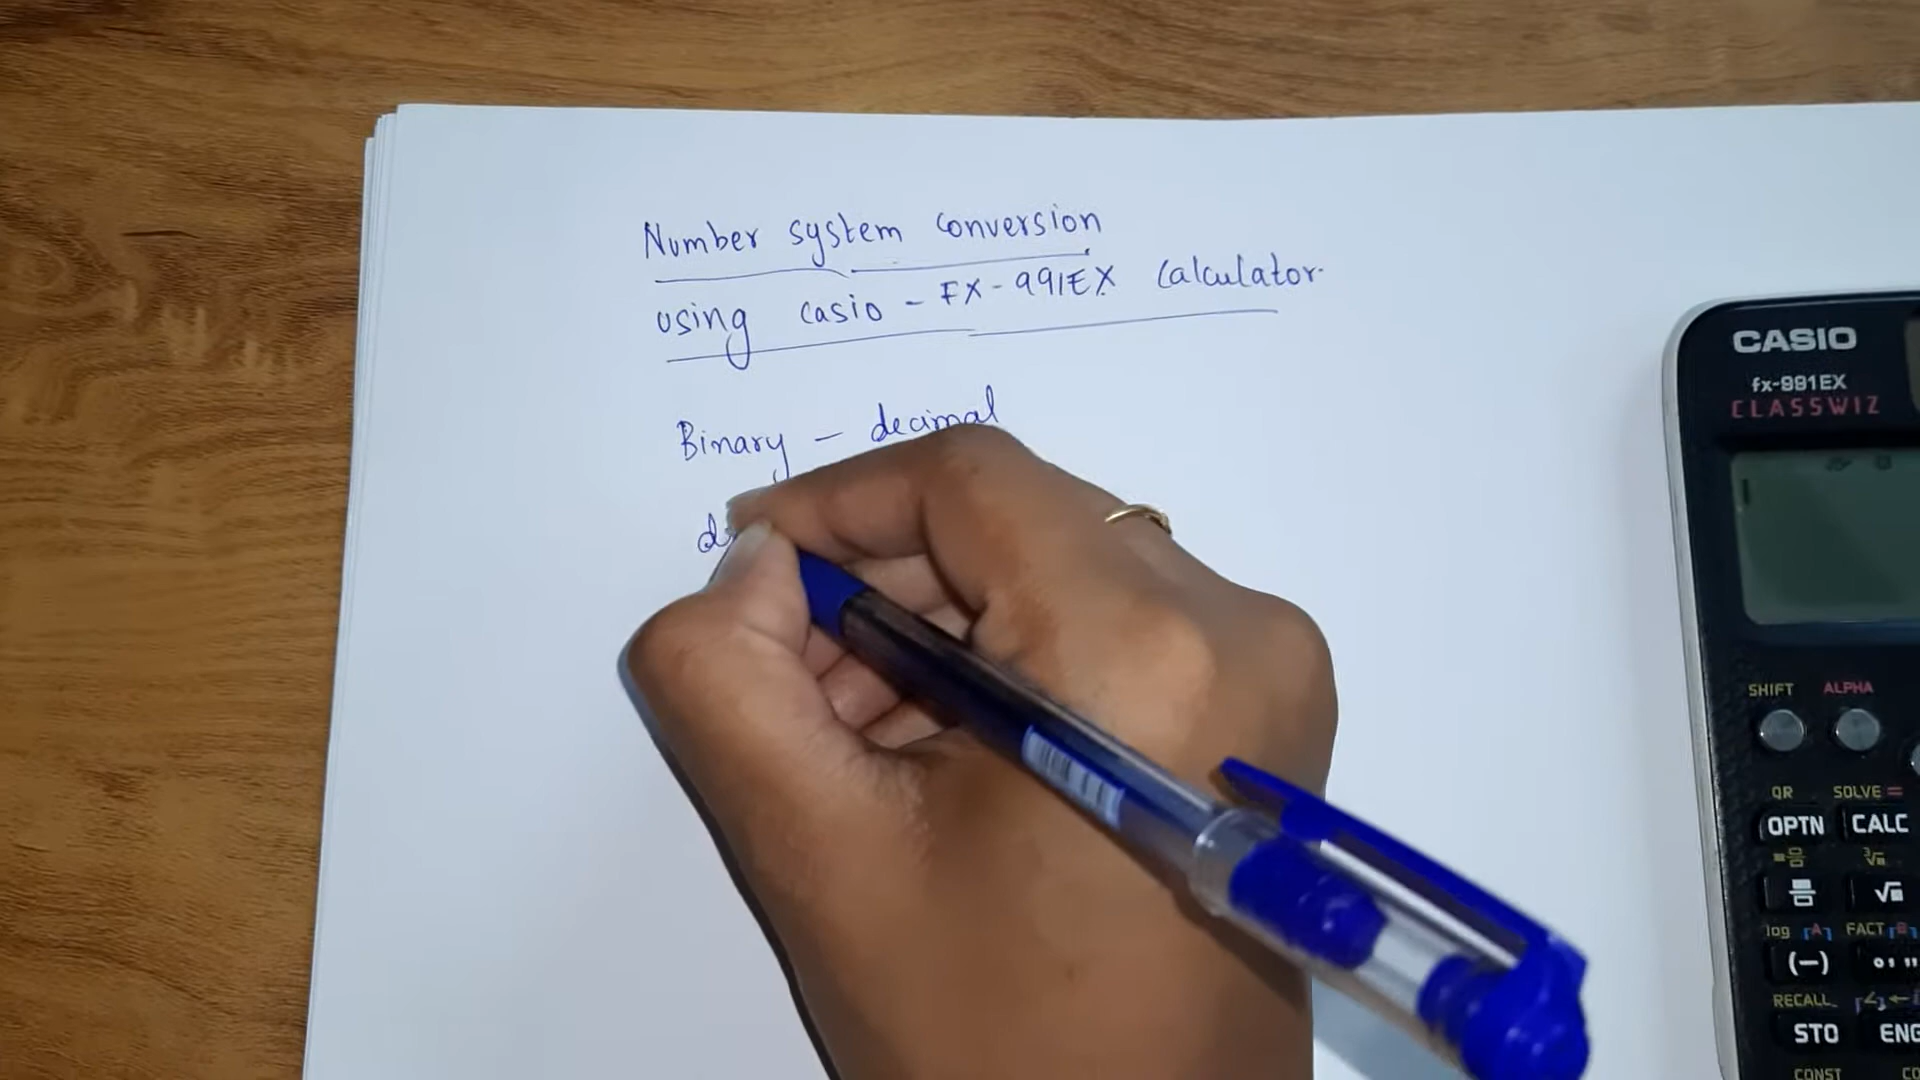 Number system conversion
using casio - FX-991EX calculator.
Binary - decimal
CASIO
fx-991EX
CLASSWIZ
SHIFT ALPHA
QR SOLVE =
OPTN CALC
log FACT
(-)
RECALL
STO ENG
CONST